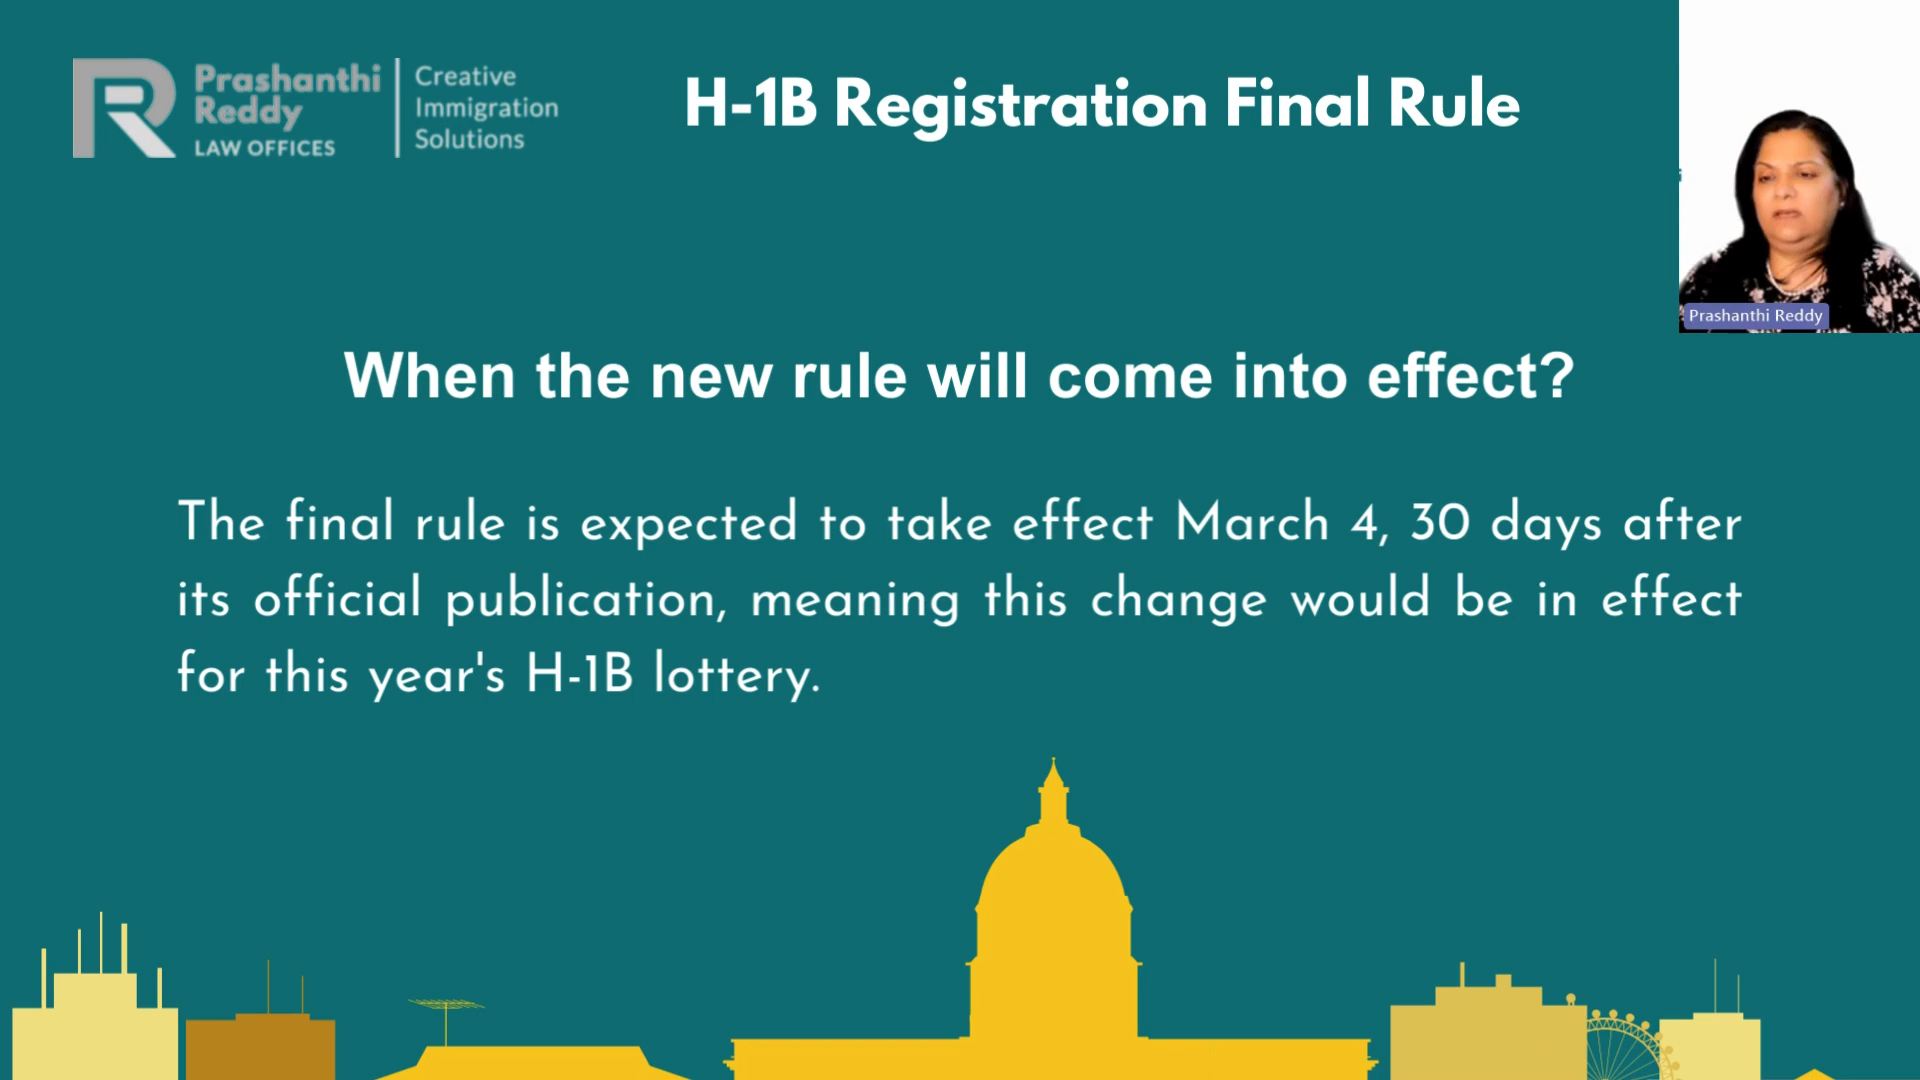 Prashanthi
Reddy
LAW OFFICES
Creative
Immigration
Solutions
H-1B Registration Final Rule
Prashanthi Reddy
When the new rule will come into effect?
The final rule is expected to take effect March 4, 30 days after
its official publication, meaning this change would be in effect
for this year's H-1B lottery.